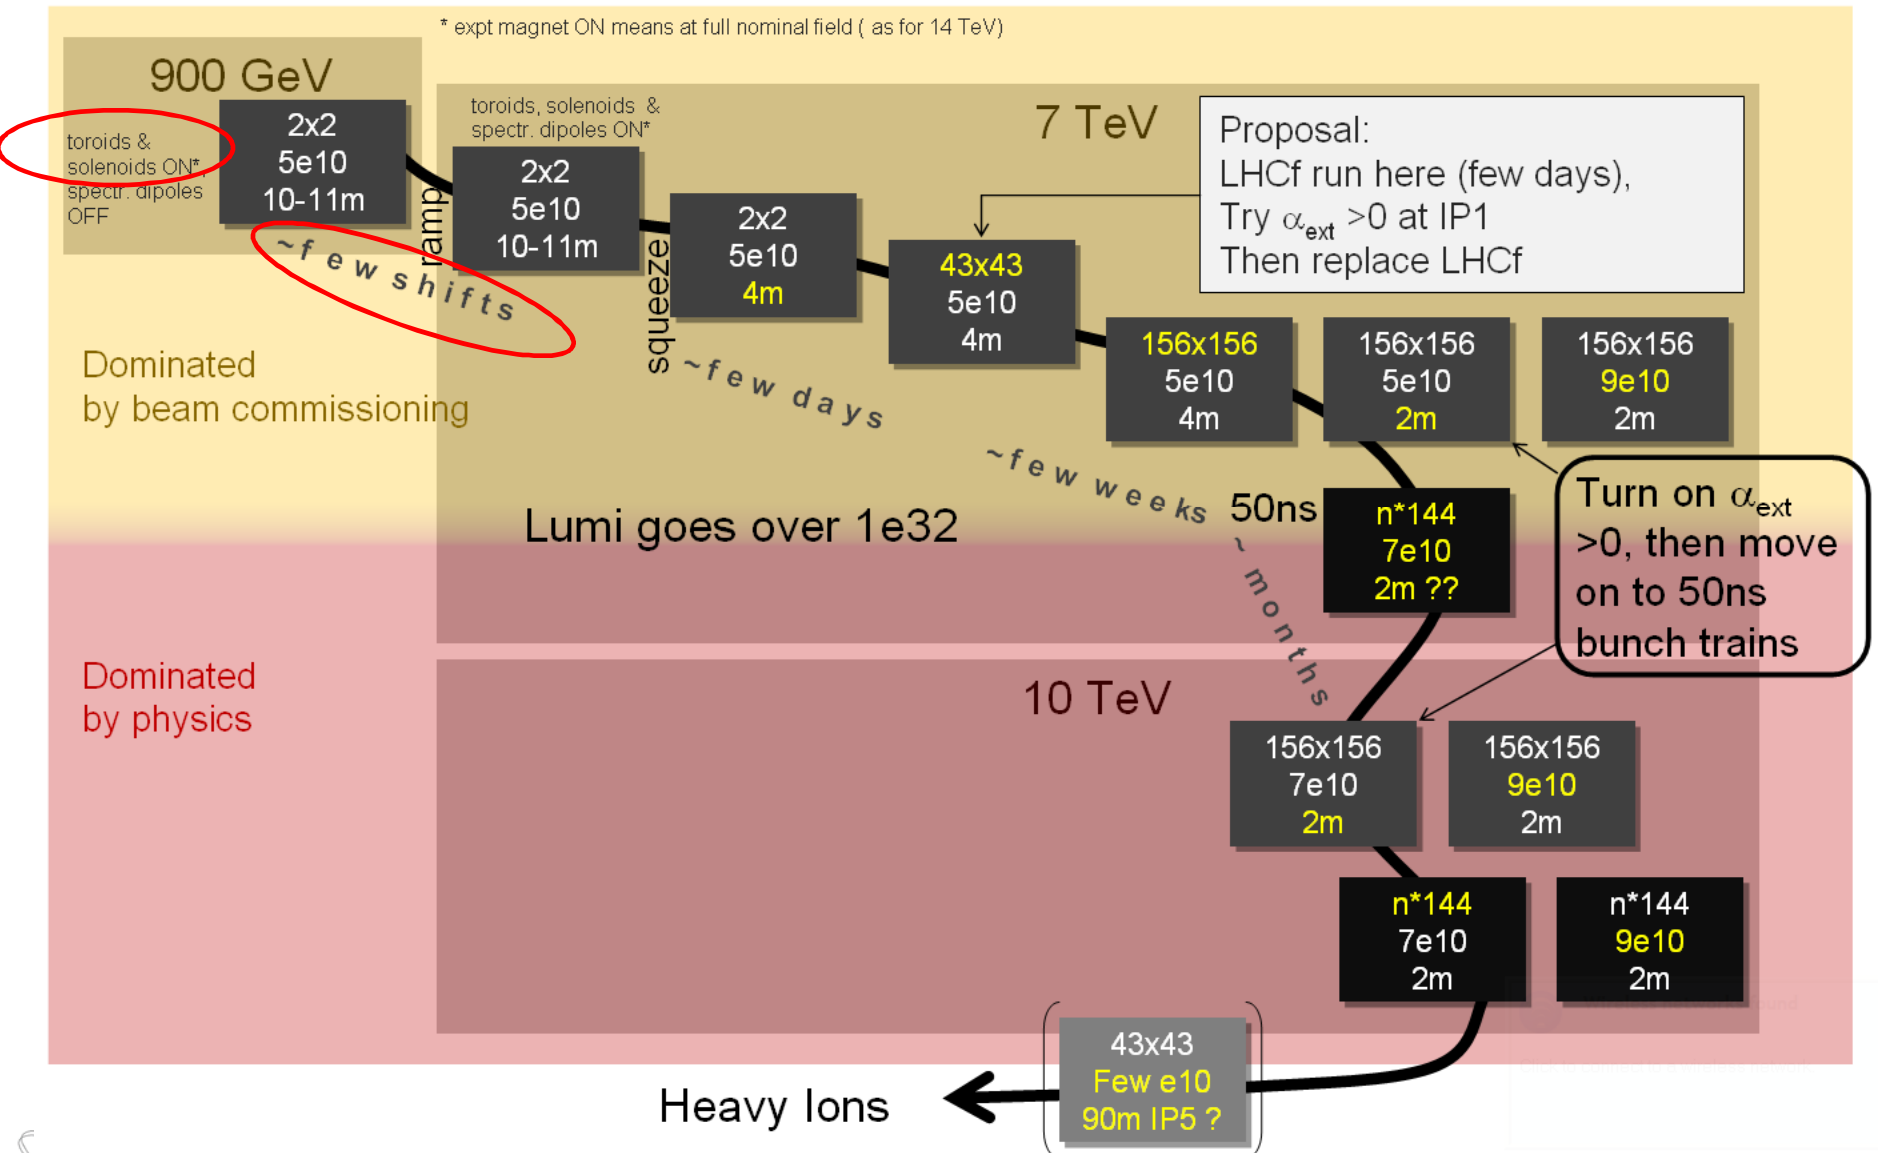 * expt magnet ON means at full nominal field ( as for 14 TeV)
900 GeV
toroids &
solenoids ON*,
spectr. dipoles
OFF
2x2
5e10
10-11m
ramp
~few shifts
toroids, solenoids &
spectr. dipoles ON*
7 TeV
2x2
5e10
10-11m
squeeze
2x2
5e10
4m
~few days
43x43
5e10
4m
Proposal:
LHCf run here (few days),
Try αext >0 at IP1
Then replace LHCf
156x156
5e10
4m
156x156
5e10
2m
156x156
9e10
2m
~few weeks
Dominated
by beam commissioning
Lumi goes over 1e32
50ns
n*144
7e10
2m ??
Turn on αext
>0, then move
on to 50ns
bunch trains
~months
Dominated
by physics
10 TeV
156x156
7e10
2m
156x156
9e10
2m
n*144
7e10
2m
n*144
9e10
2m
43x43
Few e10
90m IP5 ?
Heavy Ions